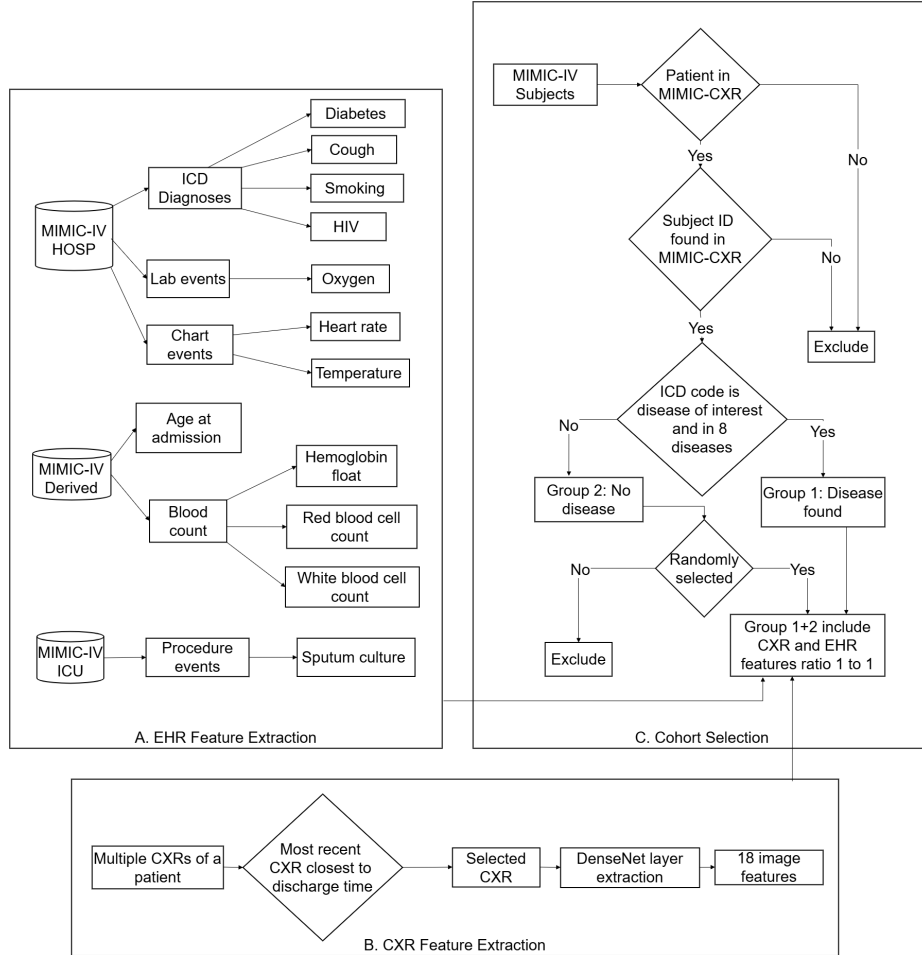 Diabetes
Cough
ICD
Diagnoses
Smoking
HIV
MIMIC-IV
HOSP
Lab events
Oxygen
Chart
events
Heart rate
Temperature
Age at
admission
MIMIC-IV
Derived
Hemoglobin
float
Blood
count
Red blood cell
count
White blood cell
count
MIMIC-IV
ICU
Procedure
events
Sputum culture
A. EHR Feature Extraction
MIMIC-IV
Subjects
Patient in
MIMIC-CXR
Yes
No
Subject ID
found in
MIMIC-CXR
No
Yes
Exclude
ICD code is
disease of interest
and in 8
diseases
No
Yes
Group 2: No
disease
Group 1: Disease
found
Randomly
selected
No
Yes
Exclude
Group 1+2 include
CXR and EHR
features ratio 1 to 1
C. Cohort Selection
Multiple CXRs of a
patient
Most recent
CXR closest to
discharge time
Selected
CXR
DenseNet layer
extraction
18 image
features
B. CXR Feature Extraction